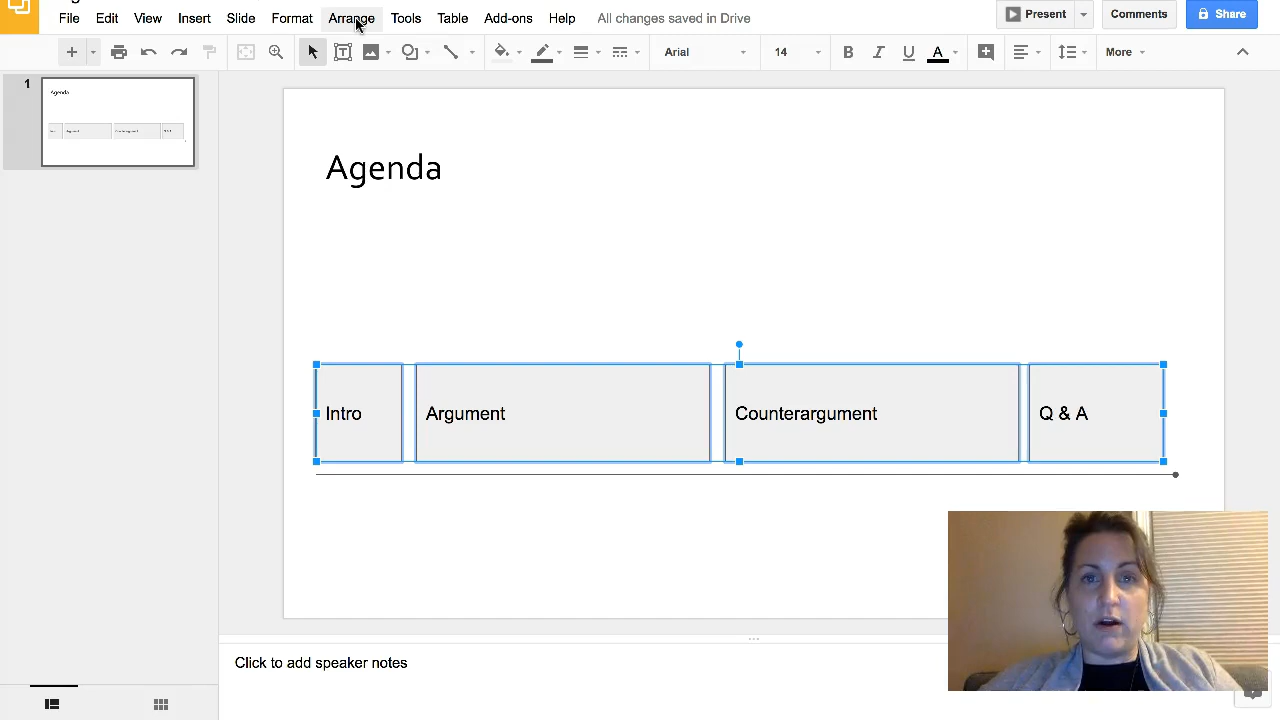 File Edit View Insert Slide Format Arrange Tools Table Add-ons Help All changes saved in Drive
Present Comments Share
Arial 14 B I U A More
1
Agenda
Agenda
Intro Argument Counterargument Q & A
Click to add speaker notes